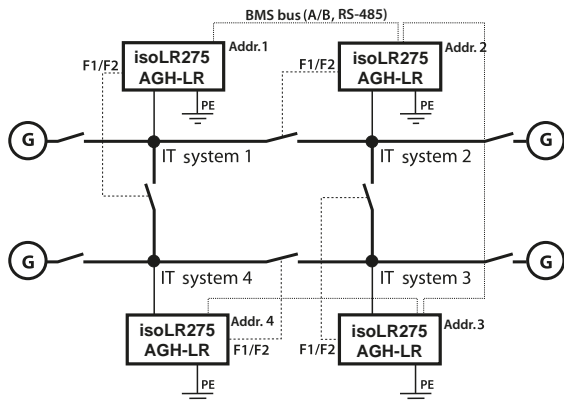 BMS bus (A/B, RS-485)
isoLR275
AGH-LR
Addr.1
F1/F2
PE
isoLR275
AGH-LR
Addr. 2
F1/F2
PE
G
IT system 1
IT system 2
G
G
IT system 4
IT system 3
G
isoLR275
AGH-LR
Addr. 4
F1/F2
PE
isoLR275
AGH-LR
Addr.3
F1/F2
PE